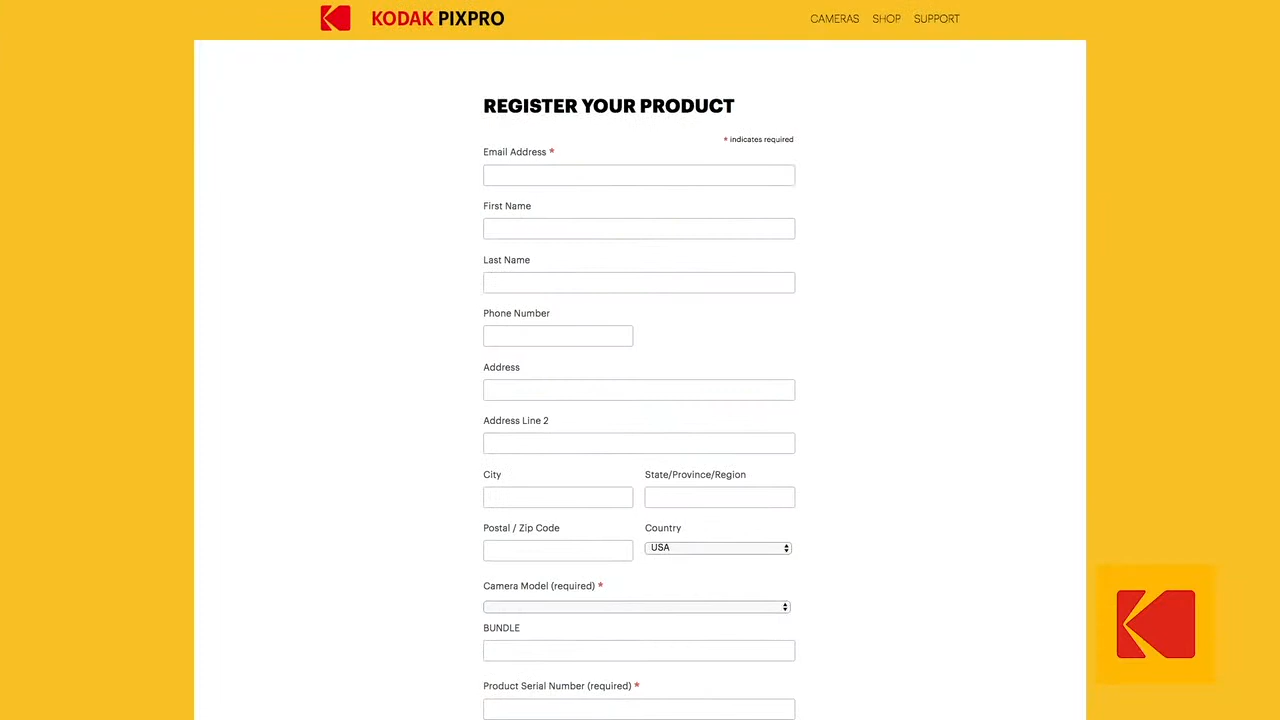 KODAK PIXPRO
CAMERAS SHOP SUPPORT
REGISTER YOUR PRODUCT
* indicates required
Email Address *
First Name
Last Name
Phone Number
Address
Address Line 2
City State/Province/Region
Postal / Zip Code Country
USA
Camera Model (required) *
BUNDLE
Product Serial Number (required) *